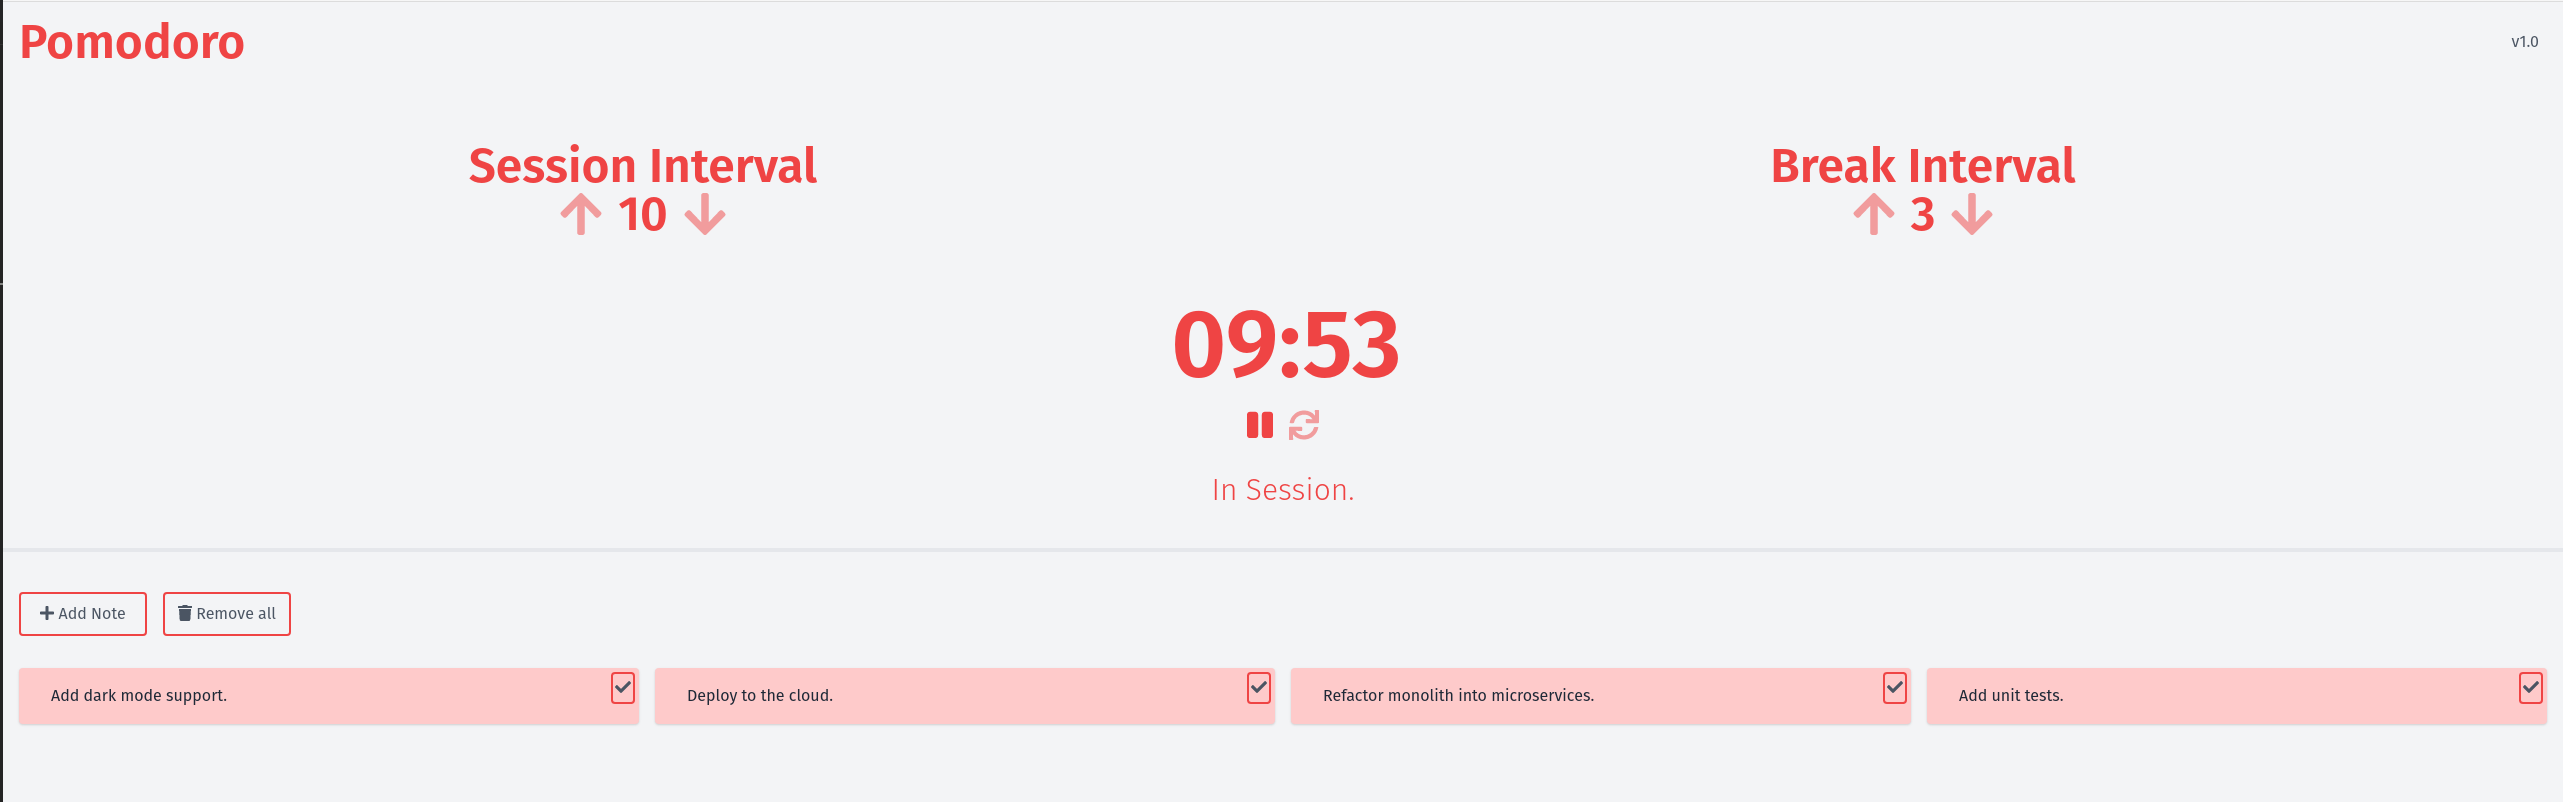 Pomodoro
v1.0
Session Interval
10
Break Interval
3
09:53
In Session.
Add Note
Remove all
Add dark mode support.
Deploy to the cloud.
Refactor monolith into microservices.
Add unit tests.